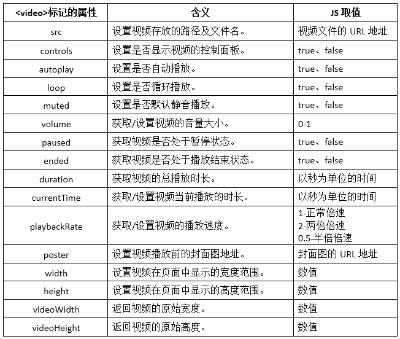 <video>标记的属性 含义 JS 取值
src 设置视频存放的路径及文件名。 视频文件的 URL 地址
controls 设置是否显示视频的控制面板。 true、false
autoplay 设置是否自动播放。 true、false
loop 设置是否循环播放。 true、false
muted 设置是否默认静音播放。 true、false
volume 获取/设置视频的音量大小。 0-1
paused 获取视频是否处于暂停状态。 true、false
ended 获取视频是否处于播放结束状态。 true、false
duration 获取视频的总播放时长。 以秒为单位的时间
currentTime 获取/设置视频当前播放的时长。 以秒为单位的时间
playbackRate 获取/设置视频的播放速度。 1-正常倍速
2-两倍倍速
0.5-半倍倍速
poster 设置视频播放前的封面图地址。 封面图的 URL 地址
width 设置视频在页面中显示的宽度范围。 数值
height 设置视频在页面中显示的高度范围。 数值
videoWidth 返回视频的原始宽度。 数值
videoHeight 返回视频的原始高度。 数值